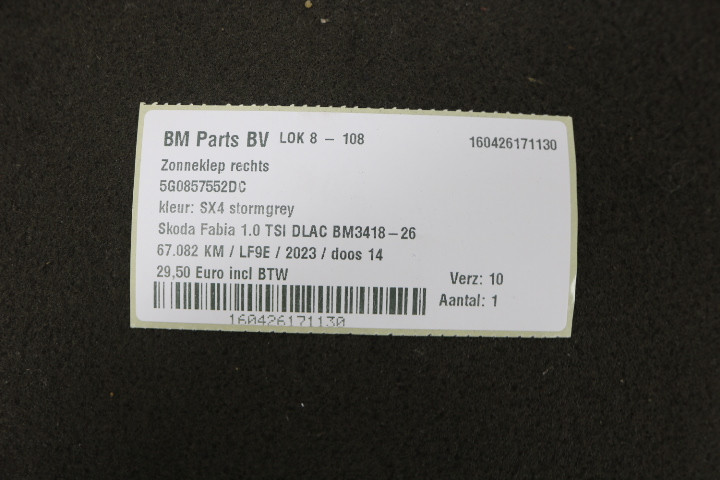 BM Parts BV LOK 8 - 108 160426171130
Zonneklep rechts
5G0857552DC
kleur: SX4 stormgrey
Skoda Fabia 1.0 TSI DLAC BM3418-26
67.082 KM / LF9E / 2023 / doos 14
29,50 Euro incl BTW Verz: 10
Aantal: 1
160426171130